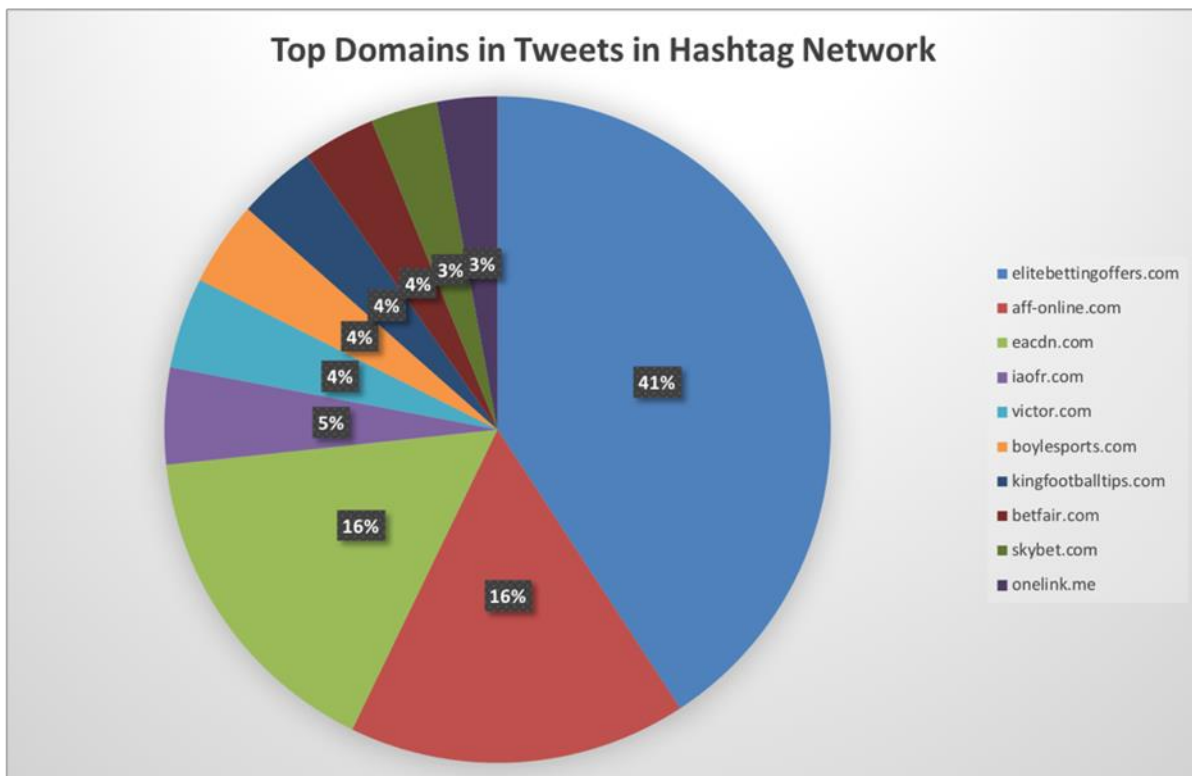 Top Domains in Tweets in Hashtag Network
3%
3%
4%
4%
4%
4%
5%
16%
16%
41%
elitebettingoffers.com
aff-online.com
eacdn.com
iaofr.com
victor.com
boylesports.com
kingfootballtips.com
betfair.com
skybet.com
onelink.me